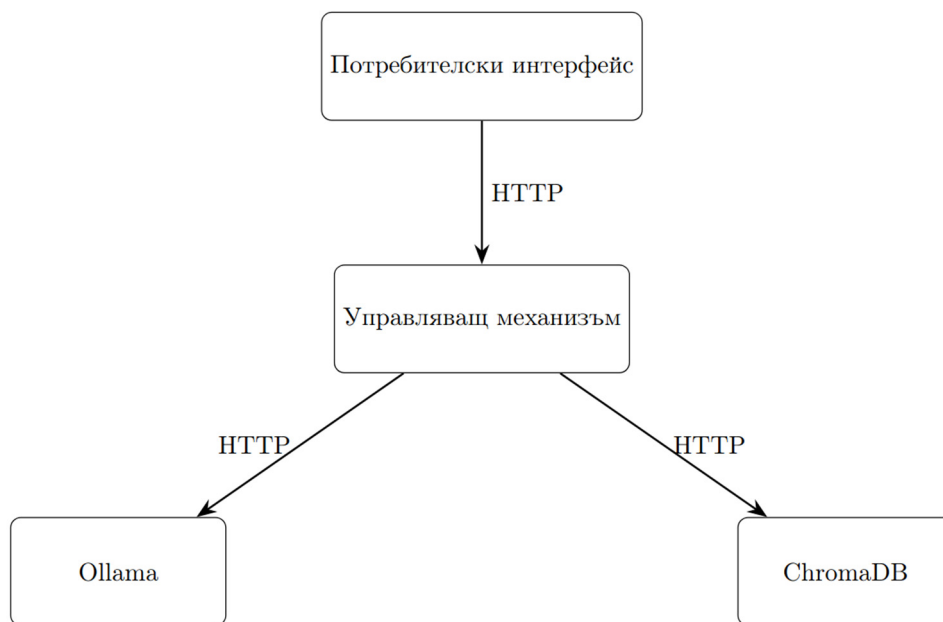 Потребителски интерфейс
HTTP
Управляващ механизъм
HTTP
HTTP
Ollama
ChromaDB